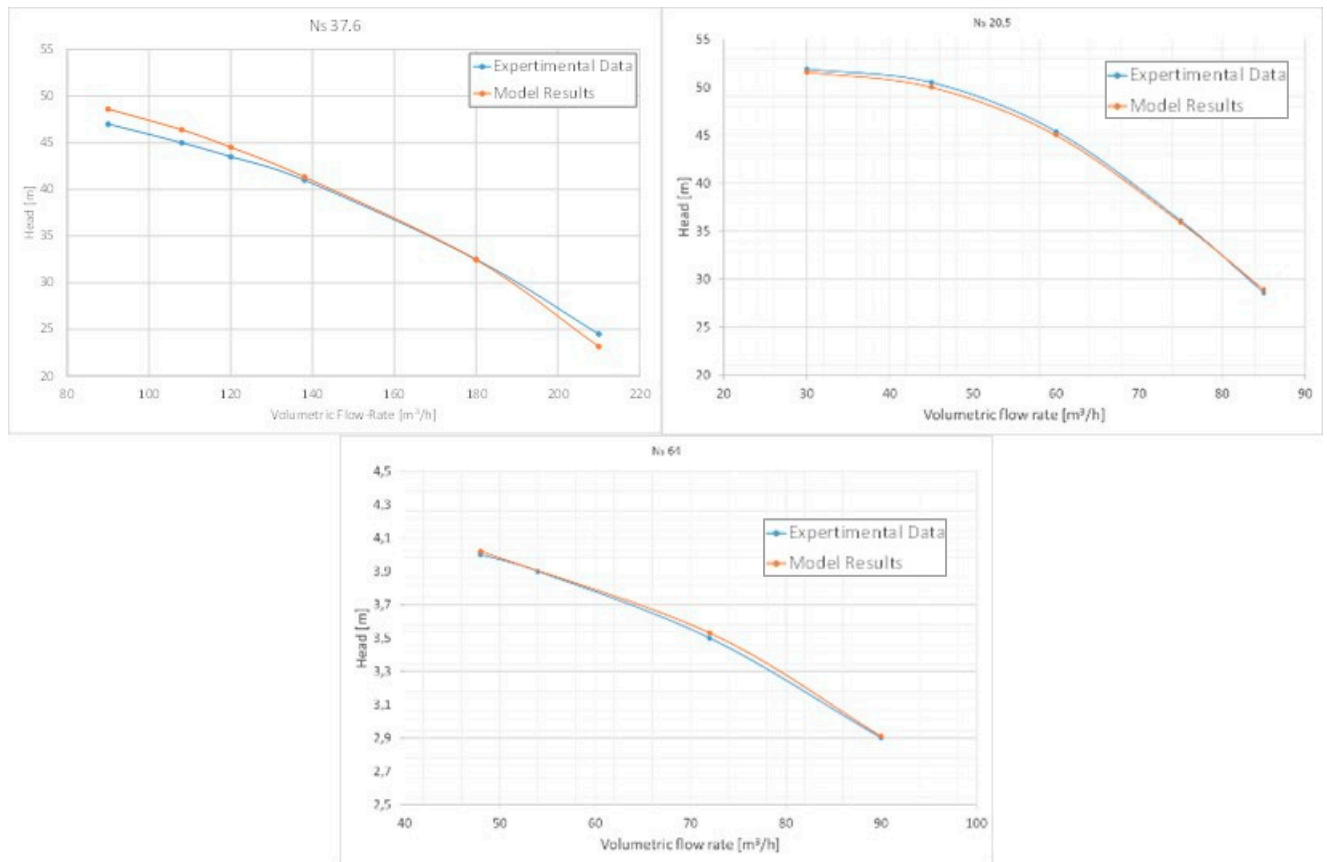 Ns 37.6
55
50
45
40
35
30
25
20
Head [m]
80 100 120 140 160 180 200 220
Volumetric Flow-Rate [m³/h]
Expertimental Data
Model Results
Ns 20.5
55
50
45
40
35
30
25
20
Head [m]
20 30 40 50 60 70 80 90
Volumetric flow rate [m³/h]
Expertimental Data
Model Results
Ns 64
4,5
4,3
4,1
3,9
3,7
3,5
3,3
3,1
2,9
2,7
2,5
Head [m]
40 50 60 70 80 90 100
Volumetric flow rate [m³/h]
Expertimental Data
Model Results